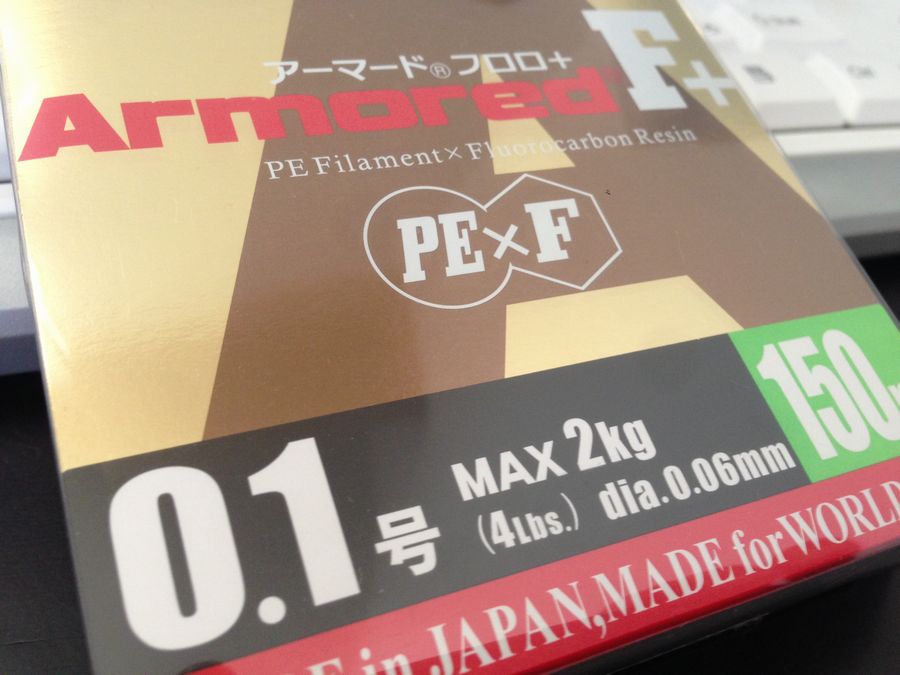 アーマード®フロロ+
Armored F+
PE Filament×Fluorocarbon Resin
PE×F
0.1号
MAX 2kg
(4Lbs.)
dia.0.06mm
150
in JAPAN,MADE for WORLD